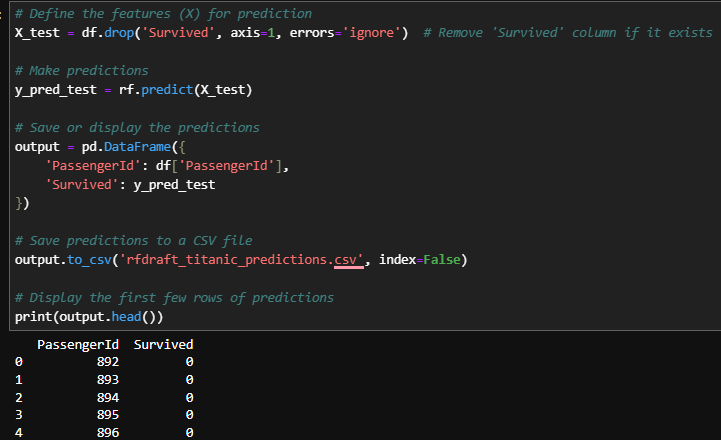 # Define the features (X) for prediction
X_test = df.drop('Survived', axis=1, errors='ignore')  # Remove 'Survived' column if it exists
# Make predictions
y_pred_test = rf.predict(X_test)
# Save or display the predictions
output = pd.DataFrame({
    'PassengerId': df['PassengerId'],
    'Survived': y_pred_test
})
# Save predictions to a CSV file
output.to_csv('rfdraft_titanic_predictions.csv', index=False)
# Display the first few rows of predictions
print(output.head())
   PassengerId  Survived
0          892         0
1          893         0
2          894         0
3          895         0
4          896         0